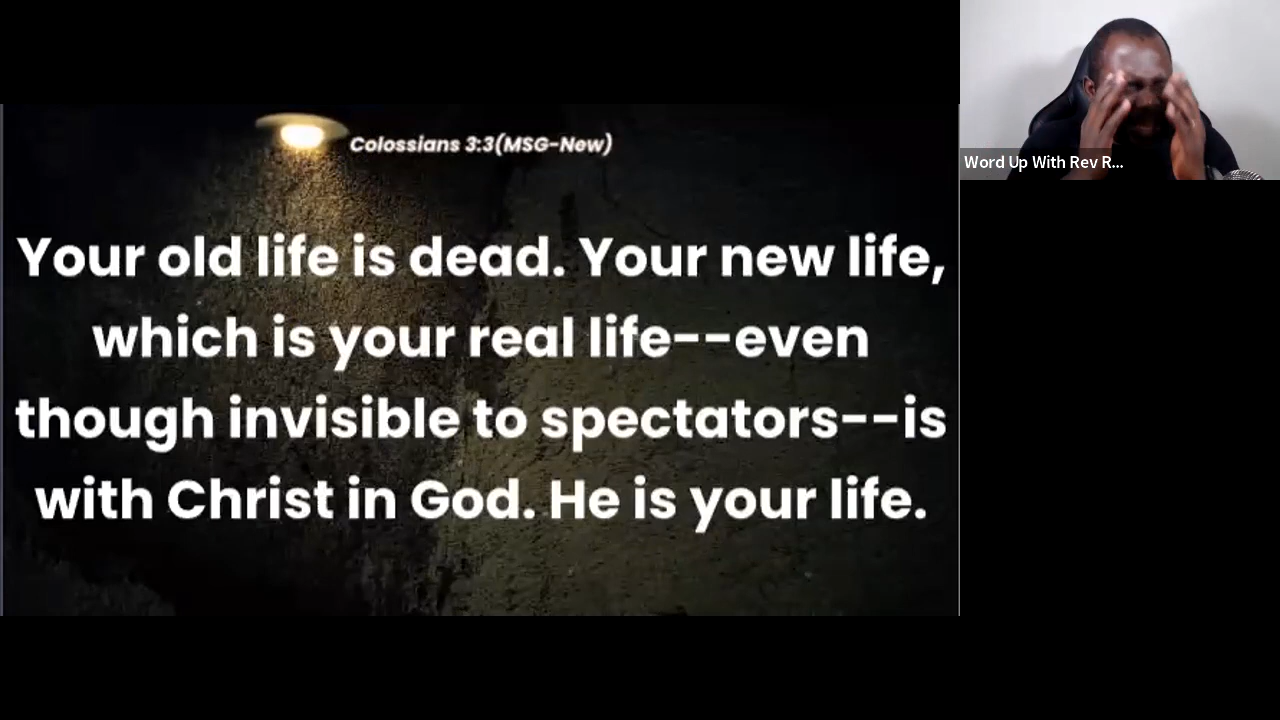 Colossians 3:3(MSG-New)
Your old life is dead. Your new life,
which is your real life--even
though invisible to spectators--is
with Christ in God. He is your life.
Word Up With Rev R...